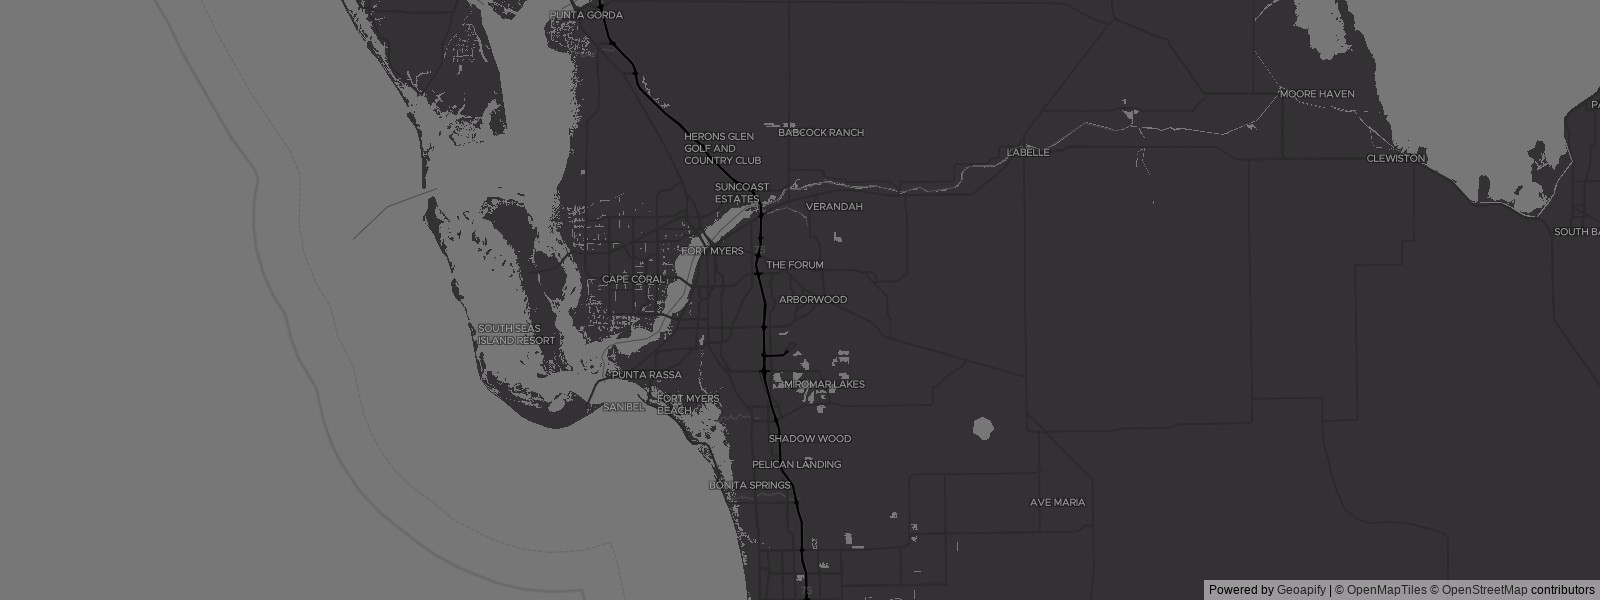 PUNTA GORDA
MOORE HAVEN
HERONS GLEN
GOLF AND
COUNTRY CLUB
BABCOCK RANCH
LABELLE
CLEWISTON
SUNCOAST
ESTATES
VERANDAH
SOUTH BA
FORT MYERS
75
THE FORUM
CAPE CORAL
ARBORWOOD
SOUTH SEAS
ISLAND RESORT
PUNTA RASSA
MIROMAR LAKES
SANIBEL
FORT MYERS
BEACH
SHADOW WOOD
PELICAN LANDING
BONITA SPRINGS
AVE MARIA
75
Powered by Geoapify | © OpenMapTiles © OpenStreetMap contributors